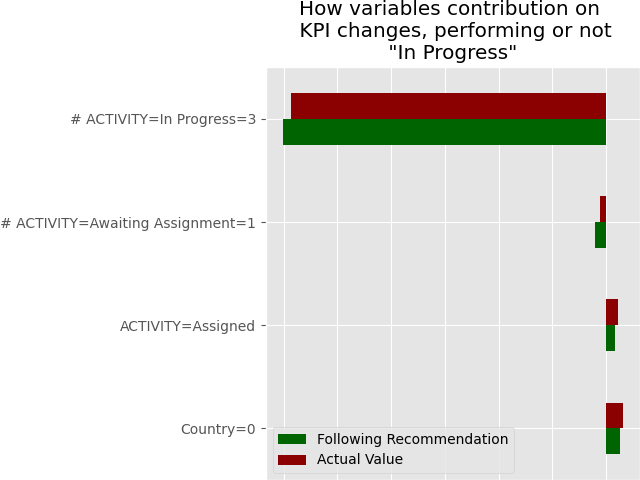 How variables contribution on
KPI changes, performing or not
"In Progress"
# ACTIVITY=In Progress=3
# ACTIVITY=Awaiting Assignment=1
ACTIVITY=Assigned
Country=0
Following Recommendation
Actual Value